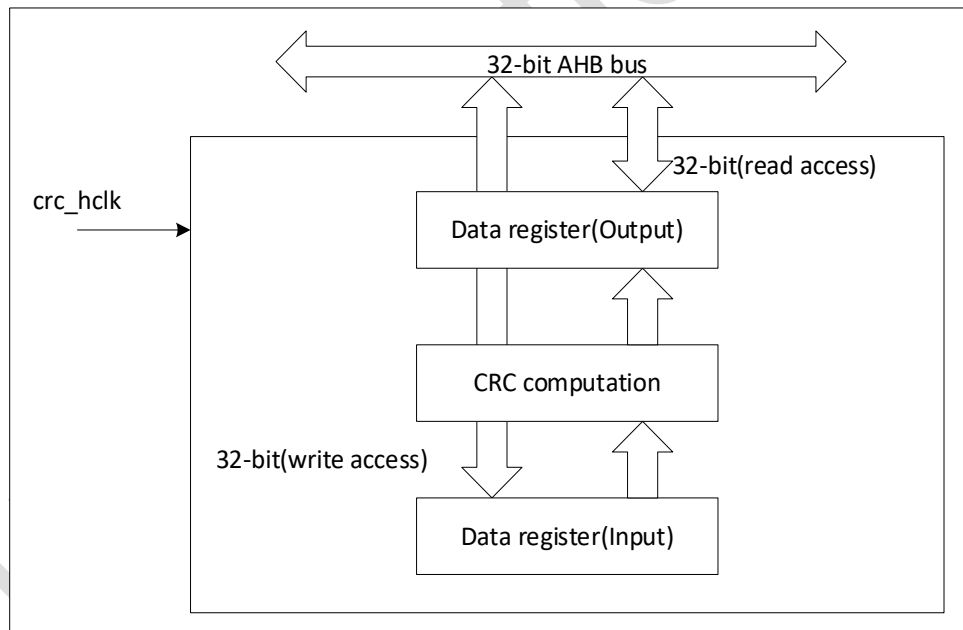 32-bit AHB bus
32-bit(read access)
crc_hclk
Data register(Output)
CRC computation
32-bit(write access)
Data register(Input)